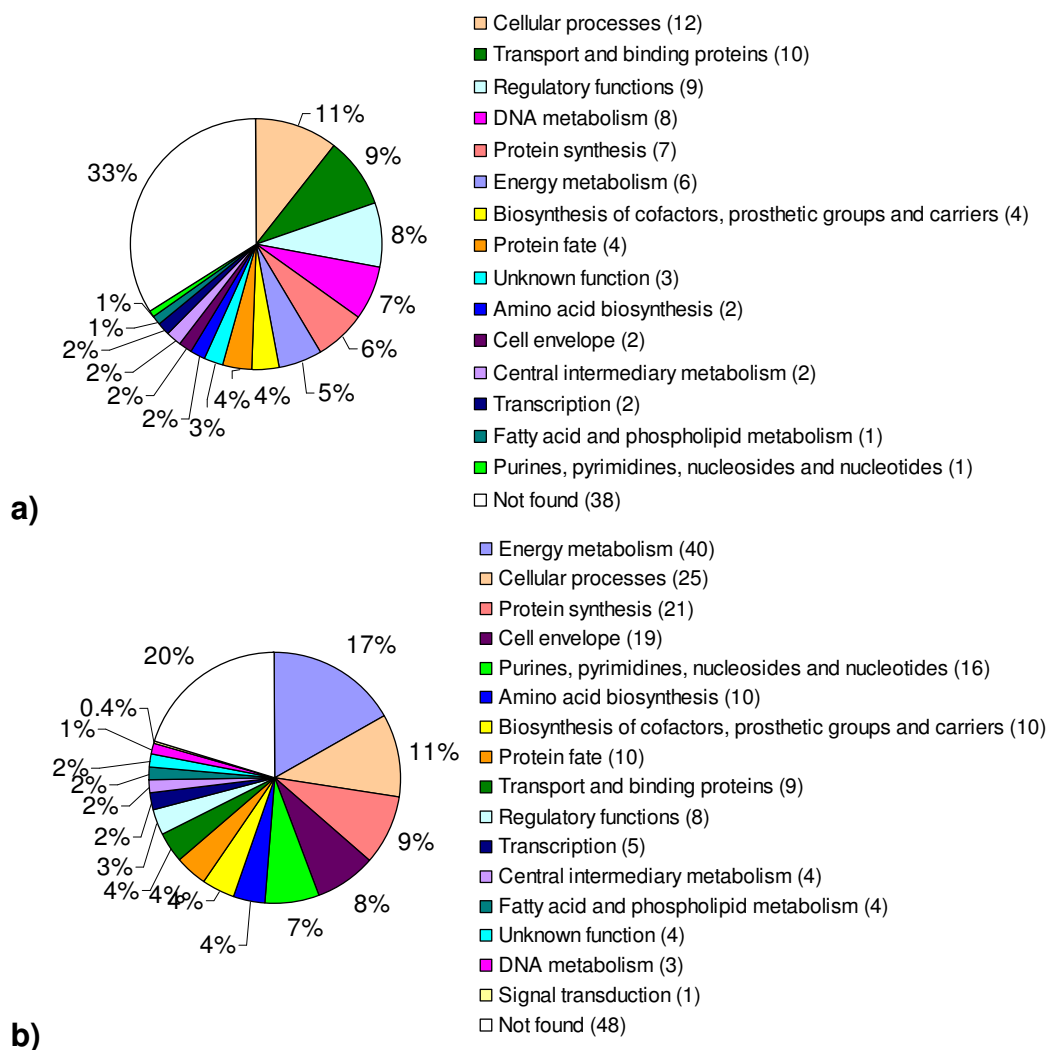 Cellular processes (12)
Transport and binding proteins (10)
Regulatory functions (9)
DNA metabolism (8)
Protein synthesis (7)
Energy metabolism (6)
Biosynthesis of cofactors, prosthetic groups and carriers (4)
Protein fate (4)
Unknown function (3)
Amino acid biosynthesis (2)
Cell envelope (2)
Central intermediary metabolism (2)
Transcription (2)
Fatty acid and phospholipid metabolism (1)
Purines, pyrimidines, nucleosides and nucleotides (1)
Not found (38)
11%
9%
8%
7%
6%
5%
4%
4%
3%
2%
2%
2%
2%
1%
1%
33%
a)
Energy metabolism (40)
Cellular processes (25)
Protein synthesis (21)
Cell envelope (19)
Purines, pyrimidines, nucleosides and nucleotides (16)
Amino acid biosynthesis (10)
Biosynthesis of cofactors, prosthetic groups and carriers (10)
Protein fate (10)
Transport and binding proteins (9)
Regulatory functions (8)
Transcription (5)
Central intermediary metabolism (4)
Fatty acid and phospholipid metabolism (4)
Unknown function (4)
DNA metabolism (3)
Signal transduction (1)
Not found (48)
17%
11%
9%
8%
7%
4%
4%
4%
4%
3%
2%
2%
2%
2%
1%
0.4%
20%
b)